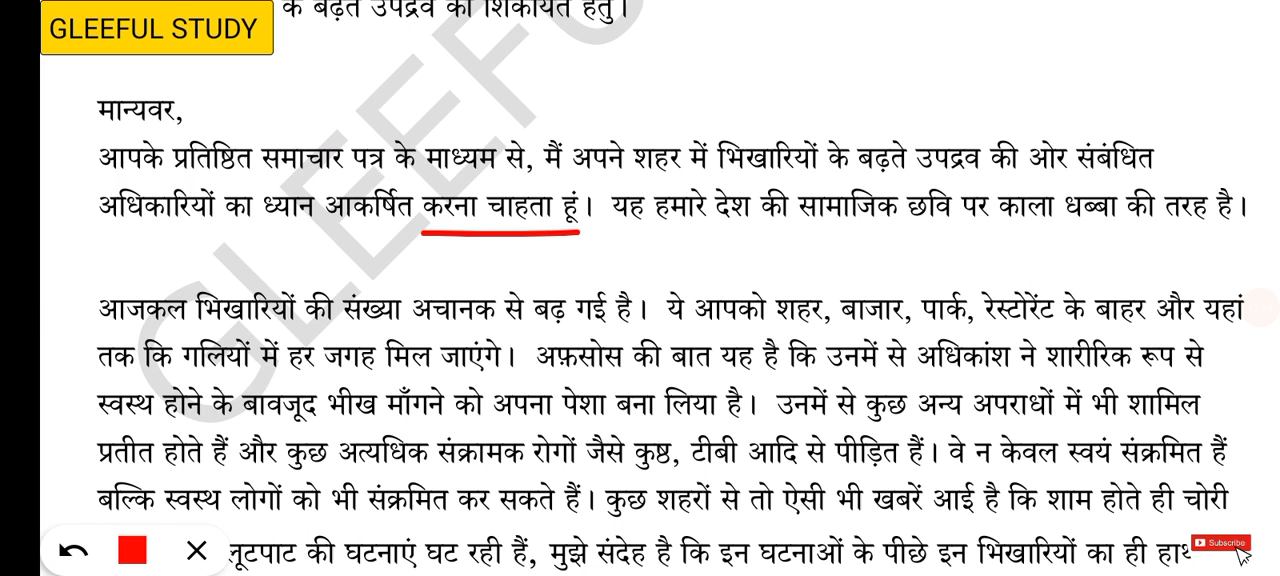 GLEEFUL STUDY के बढ़ते उपद्रव की शिकायत हेतु।
मान्यवर,
आपके प्रतिष्ठित समाचार पत्र के माध्यम से, मैं अपने शहर में भिखारियों के बढ़ते उपद्रव की ओर संबंधित
अधिकारियों का ध्यान आकर्षित करना चाहता हूं। यह हमारे देश की सामाजिक छवि पर काला धब्बा की तरह है।
आजकल भिखारियों की संख्या अचानक से बढ़ गई है। ये आपको शहर, बाजार, पार्क, रेस्टोरेंट के बाहर और यहां
तक कि गलियों में हर जगह मिल जाएंगे। अफ़सोस की बात यह है कि उनमें से अधिकांश ने शारीरिक रूप से
स्वस्थ होने के बावजूद भीख माँगने को अपना पेशा बना लिया है। उनमें से कुछ अन्य अपराधों में भी शामिल
प्रतीत होते हैं और कुछ अत्यधिक संक्रामक रोगों जैसे कुष्ठ, टीबी आदि से पीड़ित हैं। वे न केवल स्वयं संक्रमित हैं
बल्कि स्वस्थ लोगों को भी संक्रमित कर सकते हैं। कुछ शहरों से तो ऐसी भी खबरें आई है कि शाम होते ही चोरी
लूटपाट की घटनाएं घट रही हैं, मुझे संदेह है कि इन घटनाओं के पीछे इन भिखारियों का ही
Subscribe
GLEEF